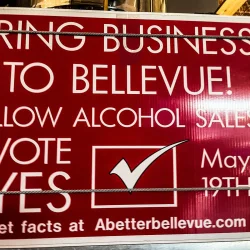 RING BUSINESS
TO BELLEVUE!
LLOW ALCOHOL SALES
VOTE
YES
May
19TH
et facts at Abetterbellevue.com